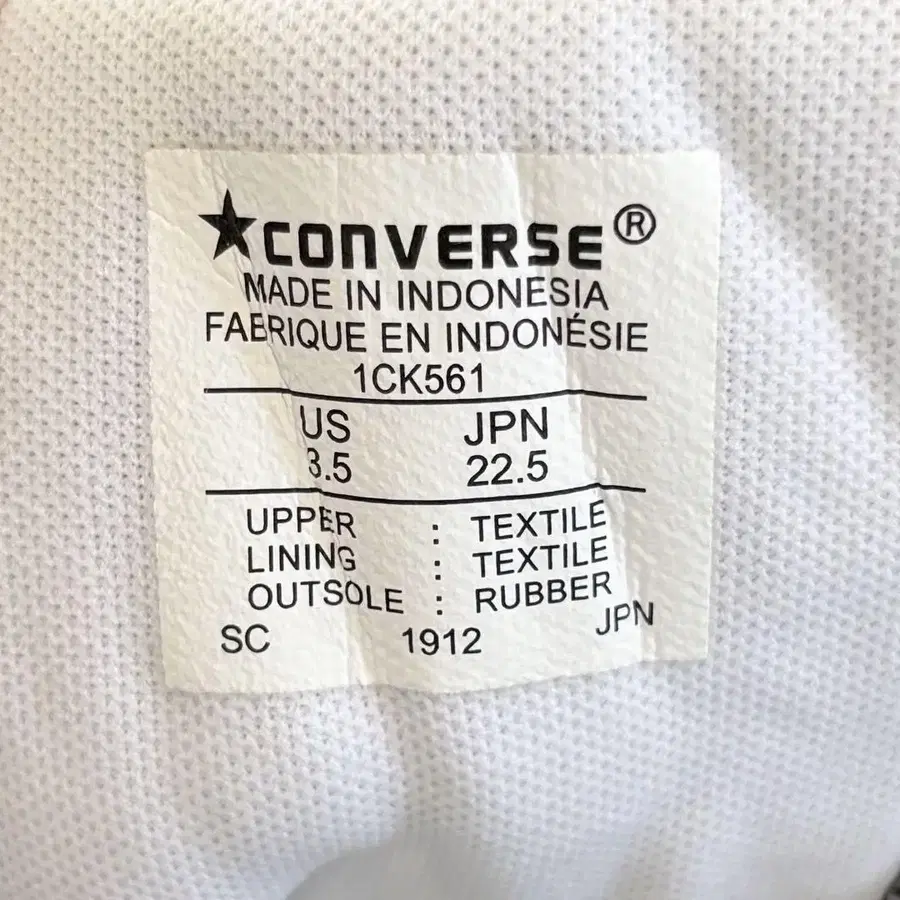 ★CONVERSE®
MADE IN INDONESIA
FABRIQUE EN INDONÉSIE
1CK561
US JPN
3.5 22.5
UPPER : TEXTILE
LINING : TEXTILE
OUTSOLE : RUBBER
SC 1912 JPN